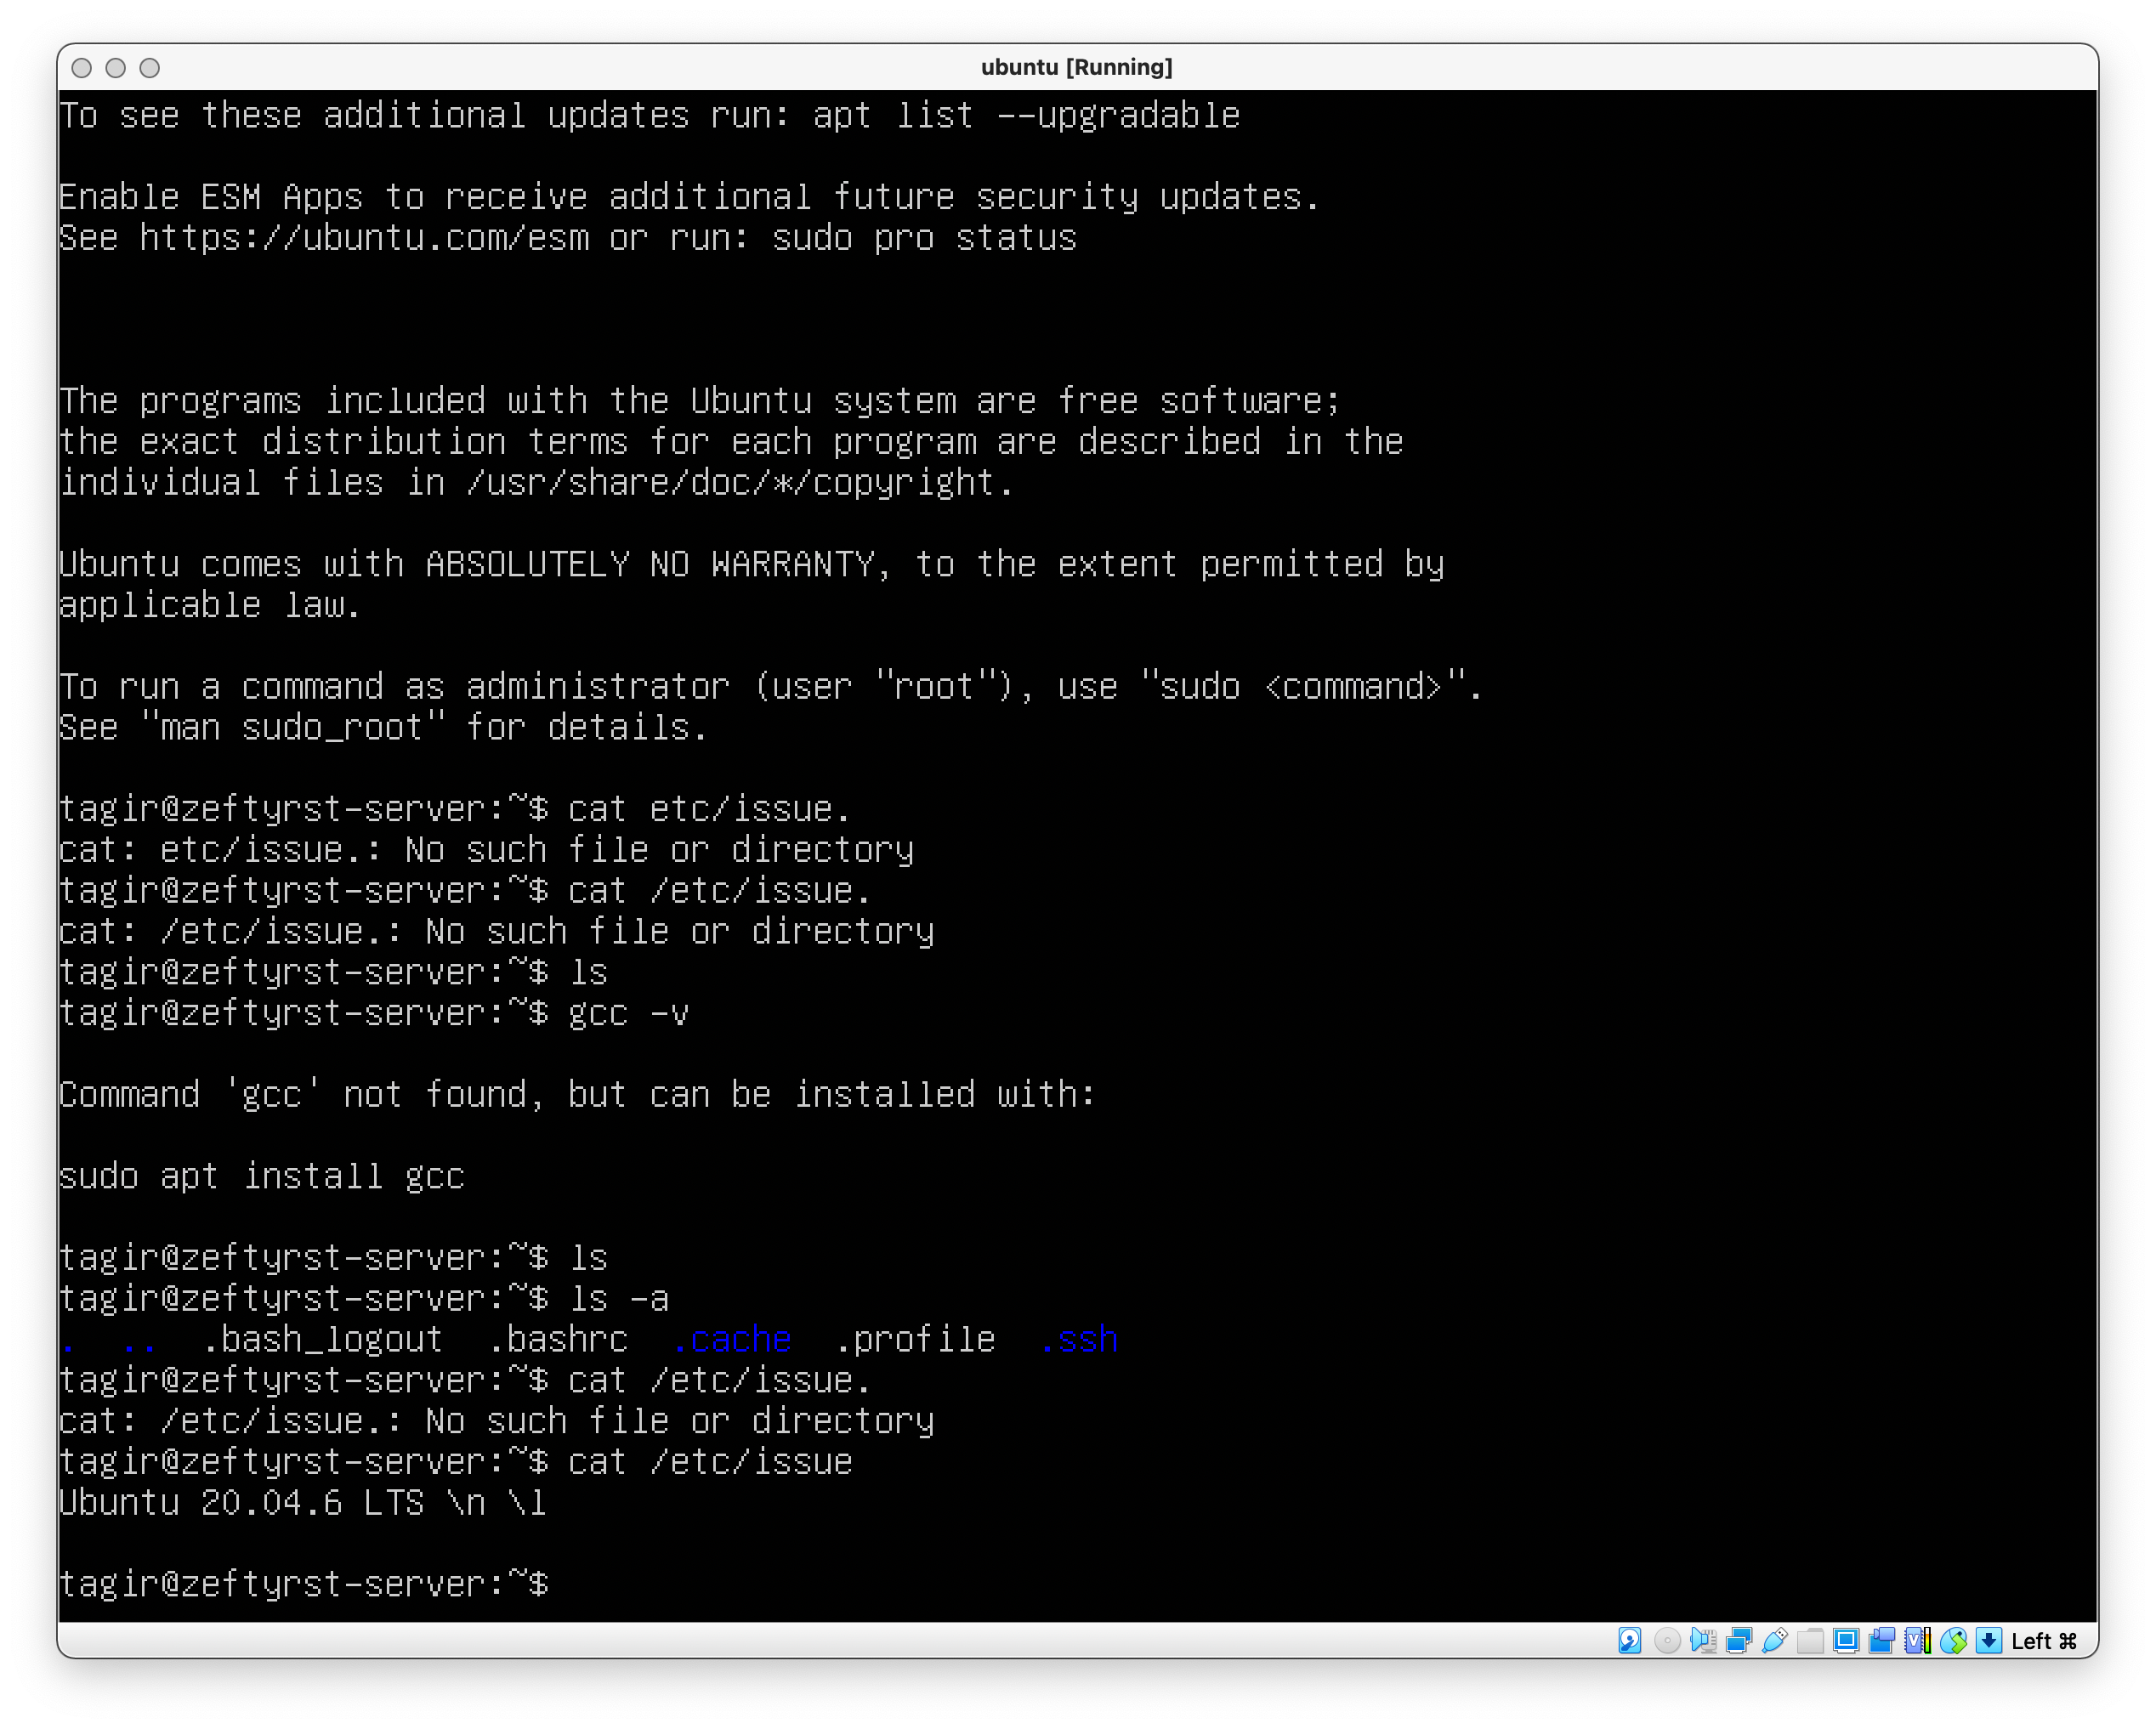 ubuntu [Running]
To see these additional updates run: apt list --upgradable
Enable ESM Apps to receive additional future security updates.
See https://ubuntu.com/esm or run: sudo pro status
The programs included with the Ubuntu system are free software;
the exact distribution terms for each program are described in the
individual files in /usr/share/doc/*/copyright.
Ubuntu comes with ABSOLUTELY NO WARRANTY, to the extent permitted by
applicable law.
To run a command as administrator (user "root"), use "sudo <command>".
See "man sudo_root" for details.
tagir@zeftyrst-server:~$ cat etc/issue.
cat: etc/issue.: No such file or directory
tagir@zeftyrst-server:~$ cat /etc/issue.
cat: /etc/issue.: No such file or directory
tagir@zeftyrst-server:~$ ls
tagir@zeftyrst-server:~$ gcc -v
Command 'gcc' not found, but can be installed with:
sudo apt install gcc
tagir@zeftyrst-server:~$ ls
tagir@zeftyrst-server:~$ ls -a
.  ..  .bash_logout  .bashrc  .cache  .profile  .ssh
tagir@zeftyrst-server:~$ cat /etc/issue.
cat: /etc/issue.: No such file or directory
tagir@zeftyrst-server:~$ cat /etc/issue
Ubuntu 20.04.6 LTS \n \l
tagir@zeftyrst-server:~$
Left ⌘